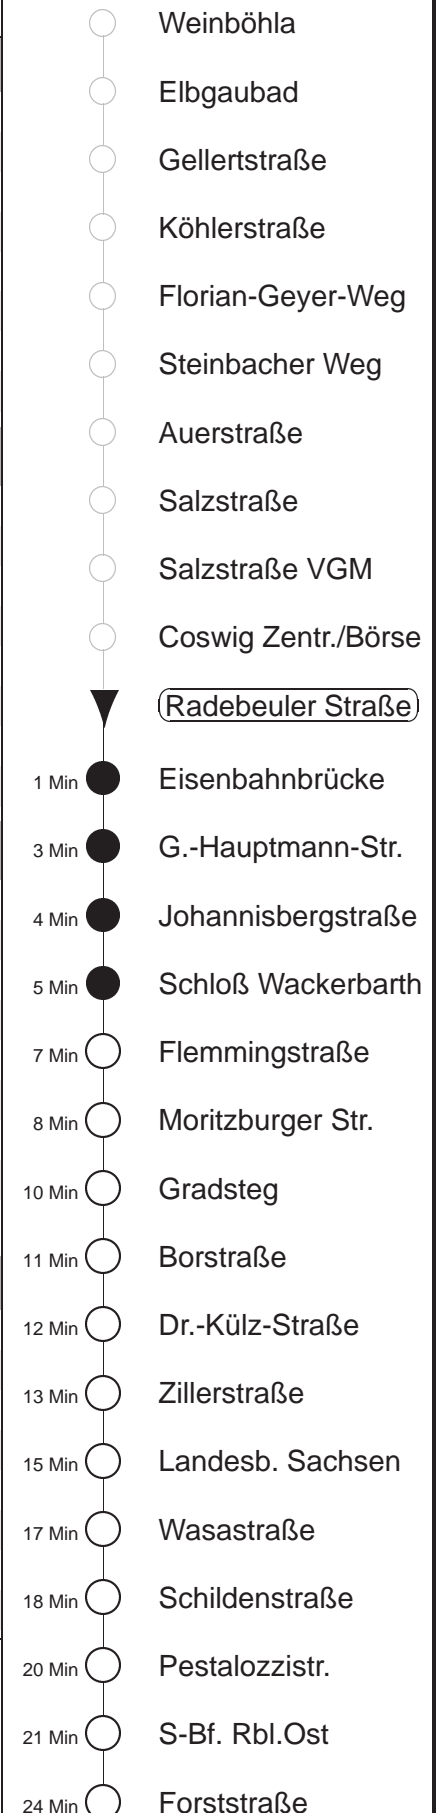 Weinböhla
Elbgaubad
Gellertstraße
Köhlerstraße
Florian-Geyer-Weg
Steinbacher Weg
Auerstraße
Salzstraße
Salzstraße VGM
Coswig Zentr./Börse
Radebeuler Straße
1 Min Eisenbahnbrücke
3 Min G.-Hauptmann-Str.
4 Min Johannisbergstraße
5 Min Schloß Wackerbarth
7 Min Flemmingstraße
8 Min Moritzburger Str.
10 Min Gradsteg
11 Min Borstraße
12 Min Dr.-Külz-Straße
13 Min Zillerstraße
15 Min Landesb. Sachsen
17 Min Wasastraße
18 Min Schildenstraße
20 Min Pestalozzistr.
21 Min S-Bf. Rbl.Ost
24 Min Forststraße